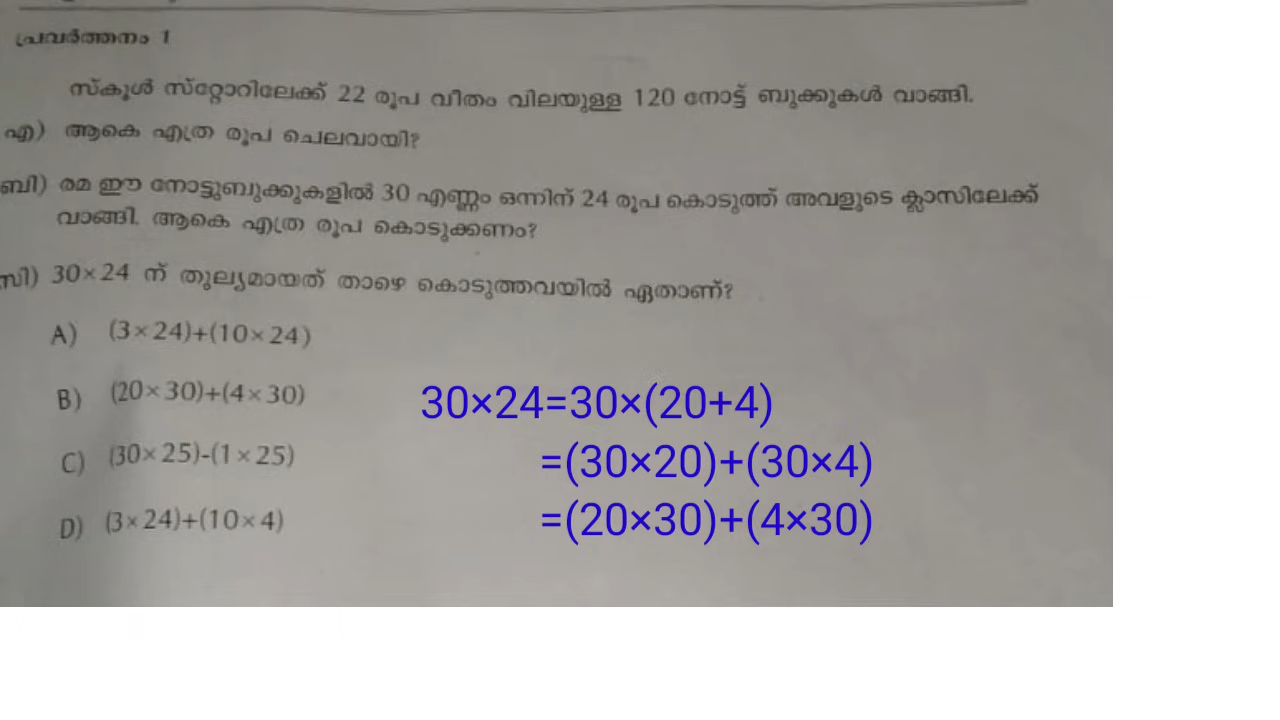 പ്രവർത്തനം 1
സ്കൂൾ സ്റ്റോറിലേക്ക് 22 രൂപ വീതം വിലയുള്ള 120 നോട്ട് ബുക്കുകൾ വാങ്ങി.
എ) ആകെ എത്ര രൂപ ചെലവായി?
ബി) രമ ഈ നോട്ടുബുക്കുകളിൽ 30 എണ്ണം ഒന്നിന് 24 രൂപ കൊടുത്ത് അവളുടെ ക്ലാസിലേക്ക്
വാങ്ങി. ആകെ എത്ര രൂപ കൊടുക്കണം?
സി) 30×24 ന് തുല്യമായത് താഴെ കൊടുത്തവയിൽ ഏതാണ്?
A) (3×24)+(10×24)
B) (20×30)+(4×30)
30×24=30×(20+4)
C) (30×25)-(1×25)
=(30×20)+(30×4)
D) (3×24)+(10×4)
=(20×30)+(4×30)